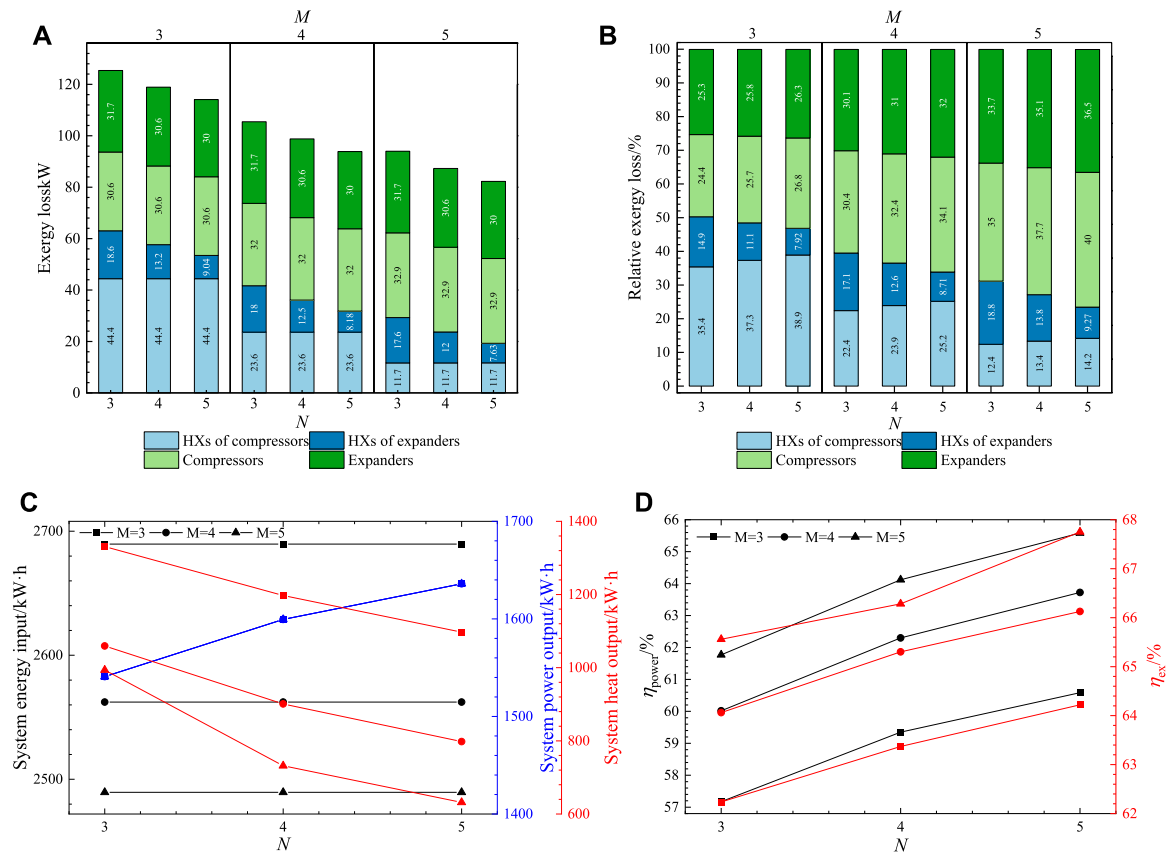 A
M
3 4 5
Exergy losskW
0 20 40 60 80 100 120
44.4 18.6 30.6 31.7
44.4 13.2 30.6 30.6
44.4 9.04 30.6 30
23.6 18 32 31.7
23.6 12.5 32 30.6
23.6 8.18 32 30
11.7 17.6 32.9 31.7
11.7 12 32.9 30.6
11.7 7.63 32.9 30
3 4 5 3 4 5 3 4 5
N
HXs of compressors HXs of expanders
Compressors Expanders
B
M
3 4 5
Relative exergy loss/%
0 10 20 30 40 50 60 70 80 90 100
35.4 14.9 24.4 25.3
37.3 11.1 25.7 25.8
38.9 7.92 26.8 26.3
22.4 17.1 30.4 30.1
23.9 12.6 32.4 31
25.2 8.71 34.1 32
12.4 18.8 35 33.7
13.4 13.8 37.7 35.1
14.2 9.27 40 36.5
3 4 5 3 4 5 3 4 5
N
HXs of compressors HXs of expanders
Compressors Expanders
C
M=3 M=4 M=5
System energy input/kW·h
2500 2600 2700
System power output/kW·h
1400 1500 1600 1700
System heat output/kW·h
600 800 1000 1200 1400
3 4 5
N
D
M=3 M=4 M=5
ηpower/%
57 58 59 60 61 62 63 64 65 66
ηex/%
62 63 64 65 66 67 68
3 4 5
N